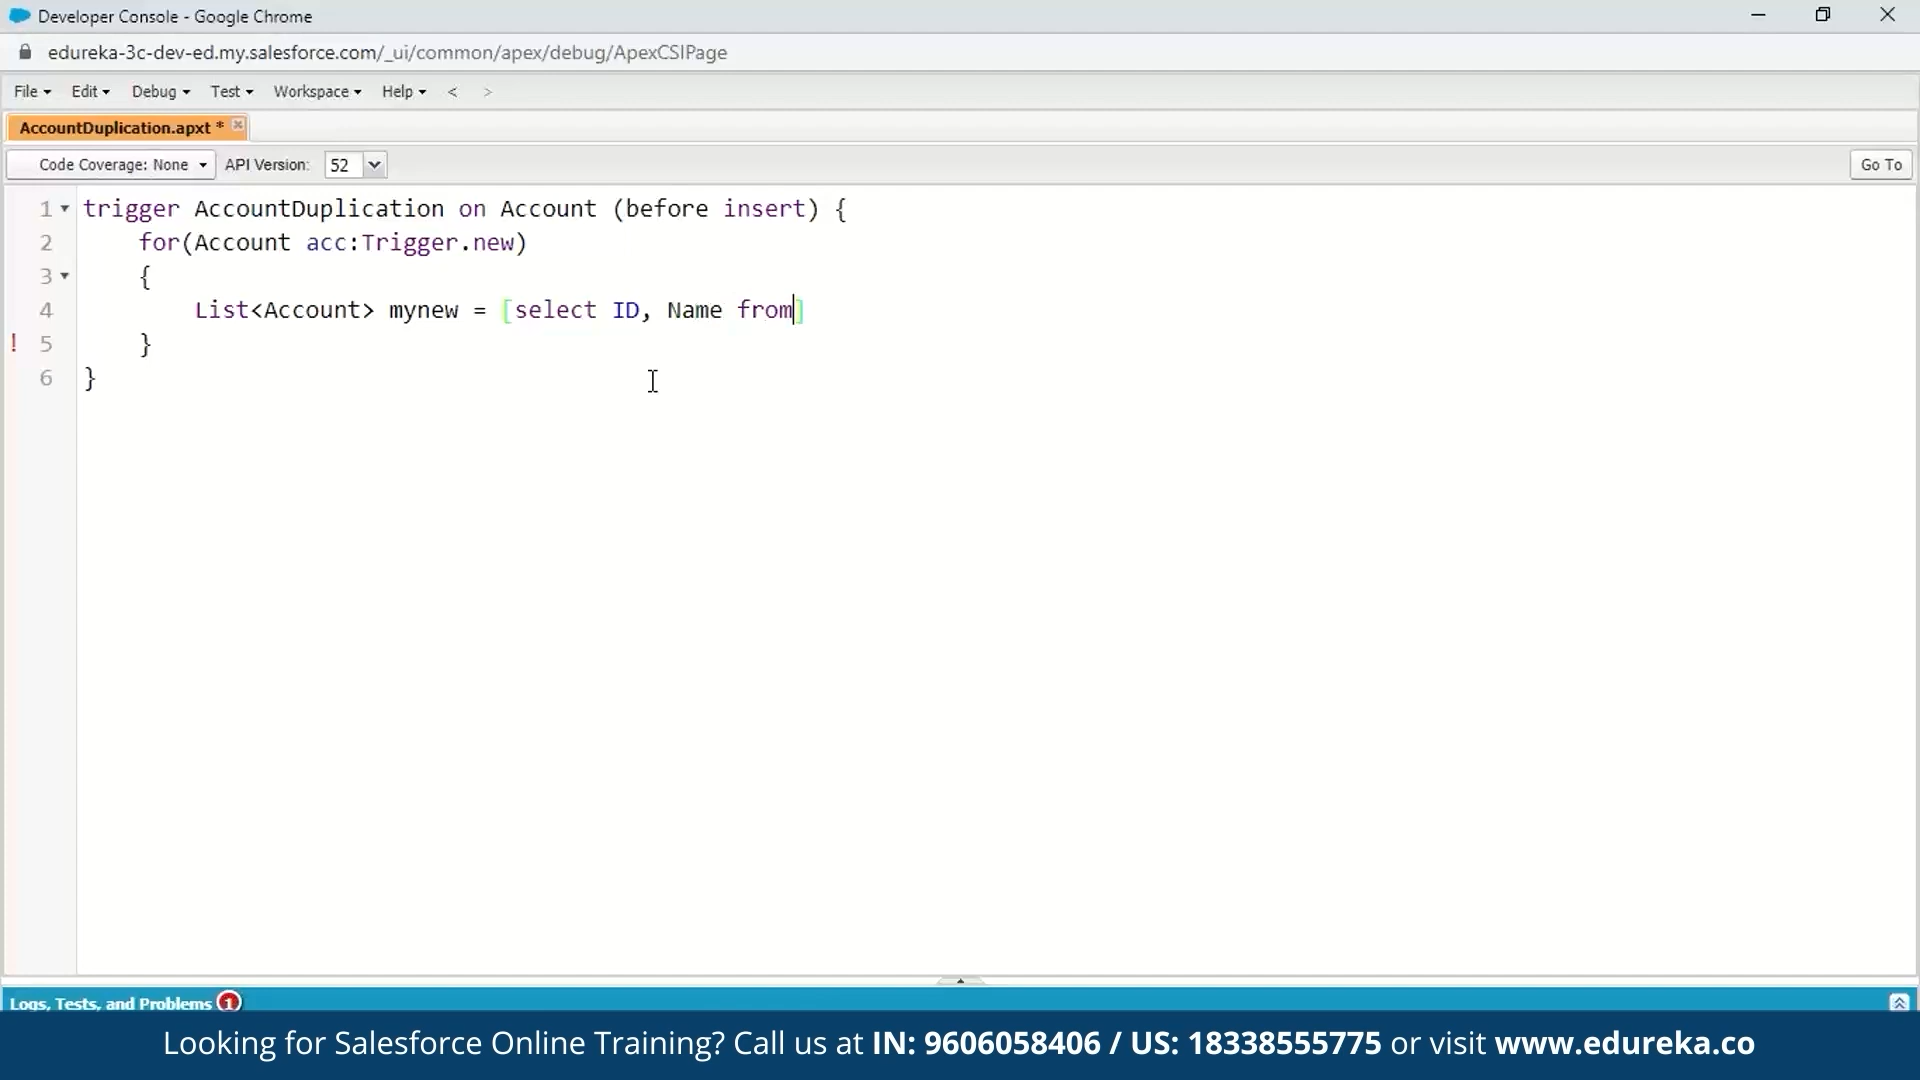 Developer Console - Google Chrome
edureka-3c-dev-ed.my.salesforce.com/_ui/common/apex/debug/ApexCSIPage
File Edit Debug Test Workspace Help < >
AccountDuplication.apxt *
Code Coverage: None API Version: 52 Go To
1 trigger AccountDuplication on Account (before insert) {
2 for(Account acc:Trigger.new)
3 {
4 List<Account> mynew = [select ID, Name from]
! 5 }
6 }
Logs, Tests, and Problems 1
Looking for Salesforce Online Training? Call us at IN: 9606058406 / US: 18338555775 or visit www.edureka.co